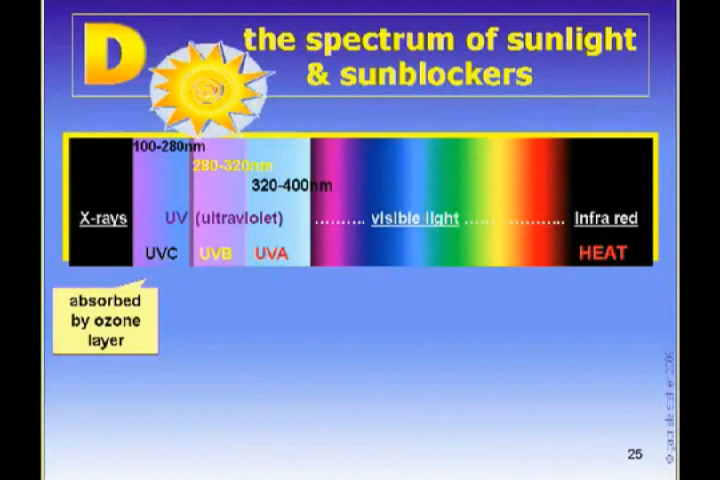 D
the spectrum of sunlight
& sunblockers
100-280nm
280-320nm
320-400nm
X-rays UV (ultraviolet) ......... visible light ..... .......... Infra red
UVC UVB UVA HEAT
absorbed
by ozone
layer
25